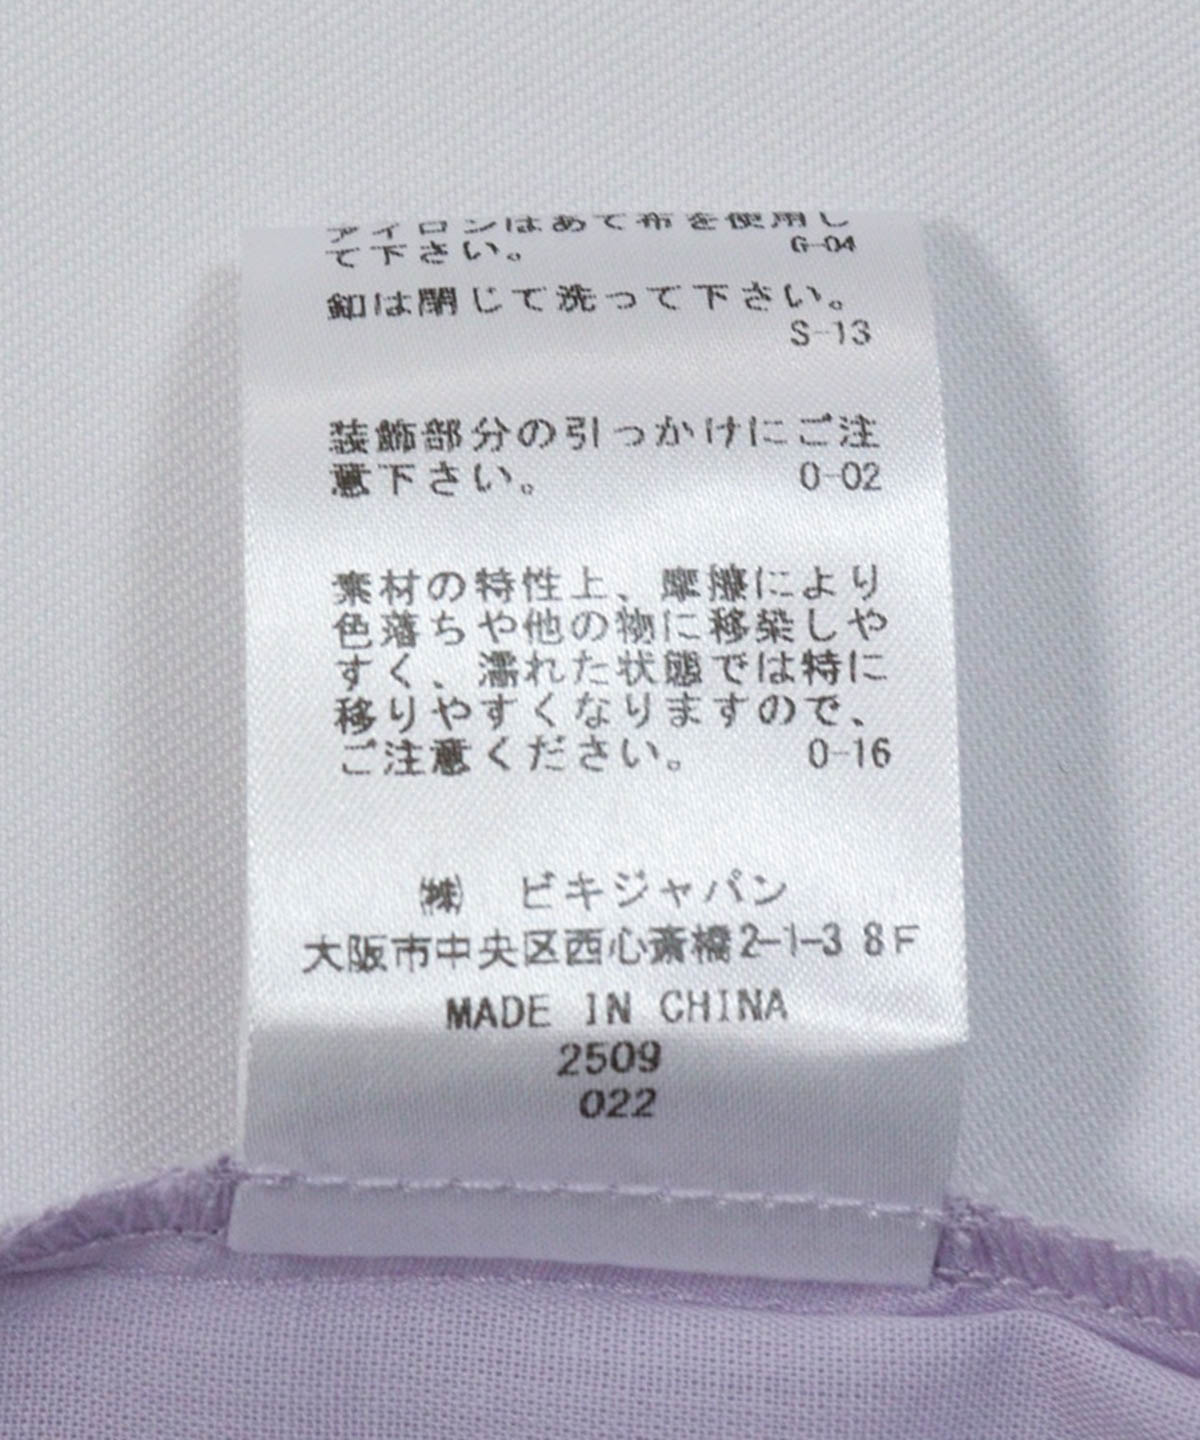 アイロンはあて布を使用し
て下さい。 G-04
釦は閉じて洗って下さい。
S-13
装飾部分の引っかけにご注
意下さい。 0-02
素材の特性上、摩擦により
色落ちや他の物に移染しや
すく、濡れた状態では特に
移りやすくなりますので、
ご注意ください。 0-16
㈱ ビキジャパン
大阪市中央区西心斎橋2-1-3 8F
MADE IN CHINA
2509
022